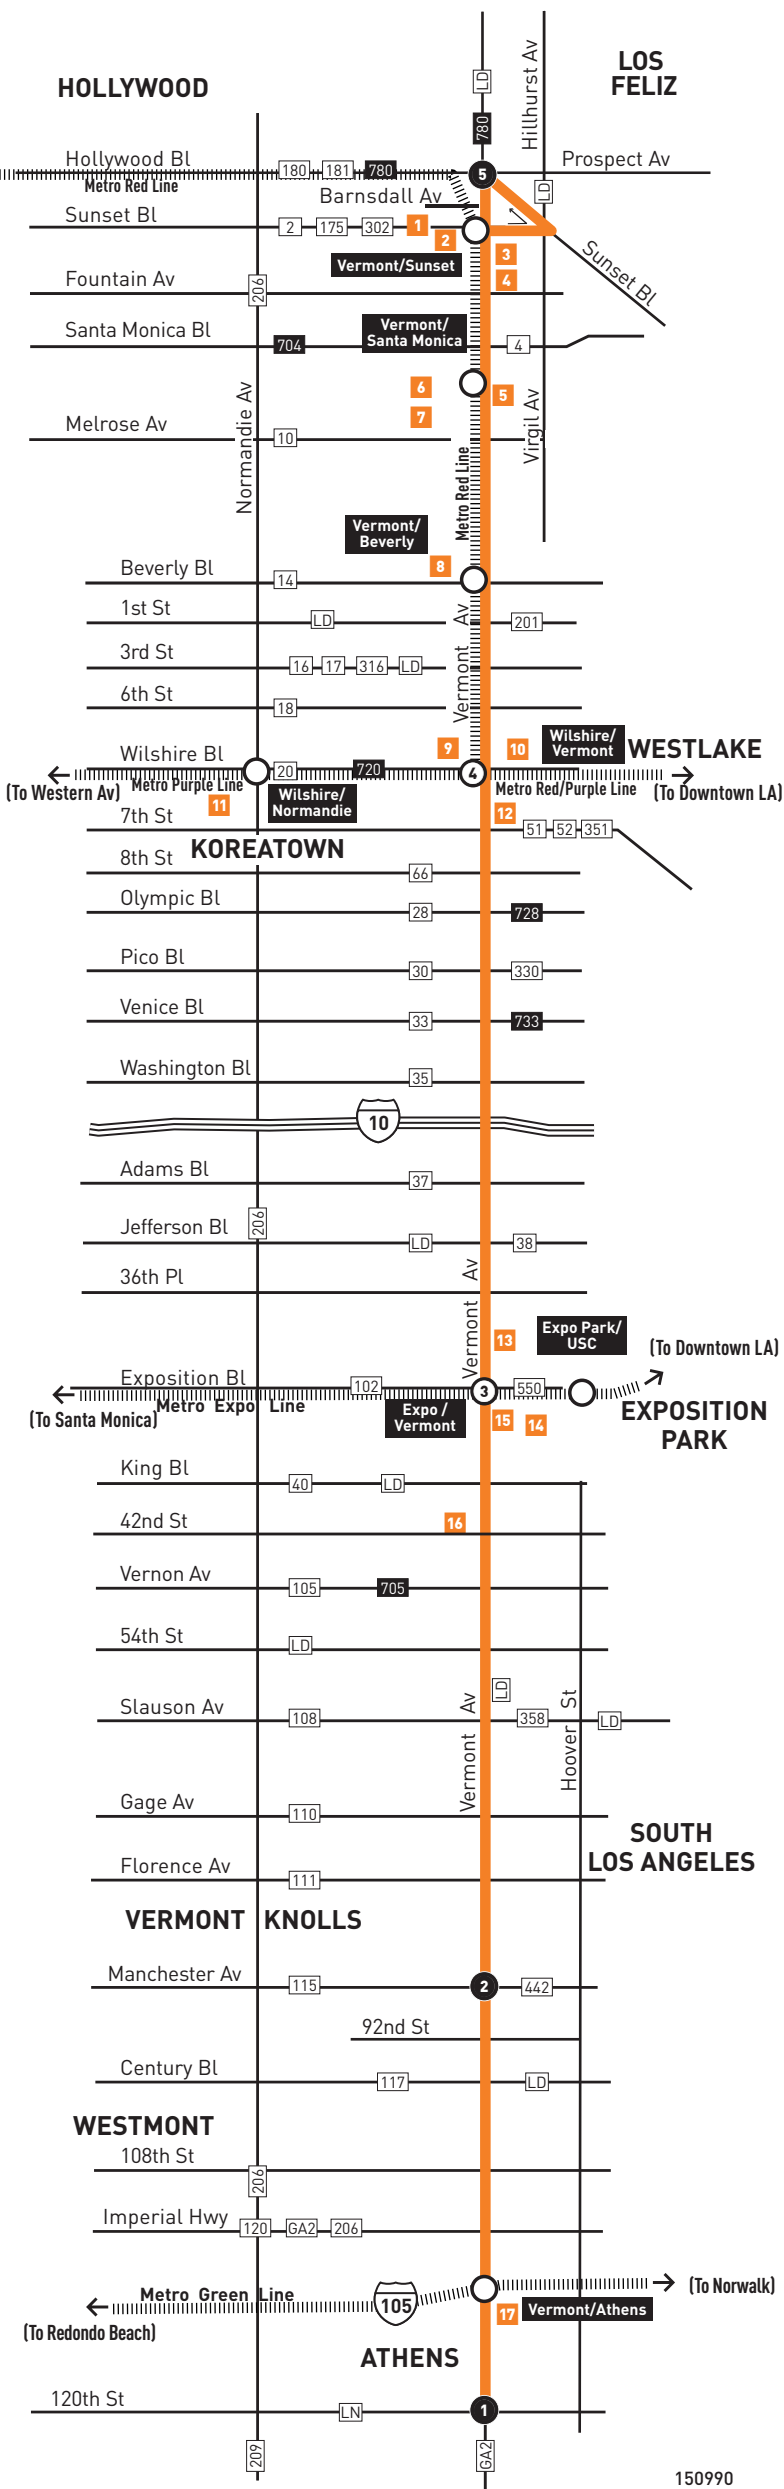 LD
Hillhurst Av
LOS
FELIZ
HOLLYWOOD
780
Hollywood Bl
180
181
780
5
Prospect Av
Metro Red Line
Barnsdall Av
LD
Sunset Bl
2
175
302
1
2
3
Vermont/Sunset
4
Sunset Bl
Fountain Av
206
Santa Monica Bl
704
Vermont/
Santa Monica
4
6
5
7
Normandie Av
Virgil Av
Melrose Av
10
Metro Red Line
Vermont/
Beverly
8
Beverly Bl
14
1st St
LD
201
3rd St
16
17
316
LD
Vermont Av
6th St
18
Wilshire Bl
9
10
Wilshire/
Vermont
WESTLAKE
20
720
4
(To Western Av)
Metro Purple Line
Metro Red/Purple Line
(To Downtown LA)
11
Wilshire/
Normandie
12
7th St
51
52
351
KOREATOWN
8th St
66
Olympic Bl
28
728
Pico Bl
30
330
Venice Bl
33
733
Washington Bl
35
10
Adams Bl
37
206
Jefferson Bl
LD
38
36th Pl
Vermont Av
13
Expo Park/
USC
(To Downtown LA)
Exposition Bl
102
3
550
(To Santa Monica)
Metro Expo Line
Expo /
Vermont
15
14
EXPOSITION
PARK
King Bl
40
LD
42nd St
16
Vernon Av
105
705
54th St
LD
LD
Slauson Av
108
358
LD
Vermont Av
Hoover St
Gage Av
110
SOUTH
LOS ANGELES
Florence Av
111
VERMONT KNOLLS
Manchester Av
115
2
442
92nd St
Century Bl
117
LD
WESTMONT
108th St
206
Imperial Hwy
120
GA2
206
Metro Green Line
105
(To Norwalk)
17
Vermont/Athens
(To Redondo Beach)
ATHENS
120th St
LN
1
209
GA2
150990